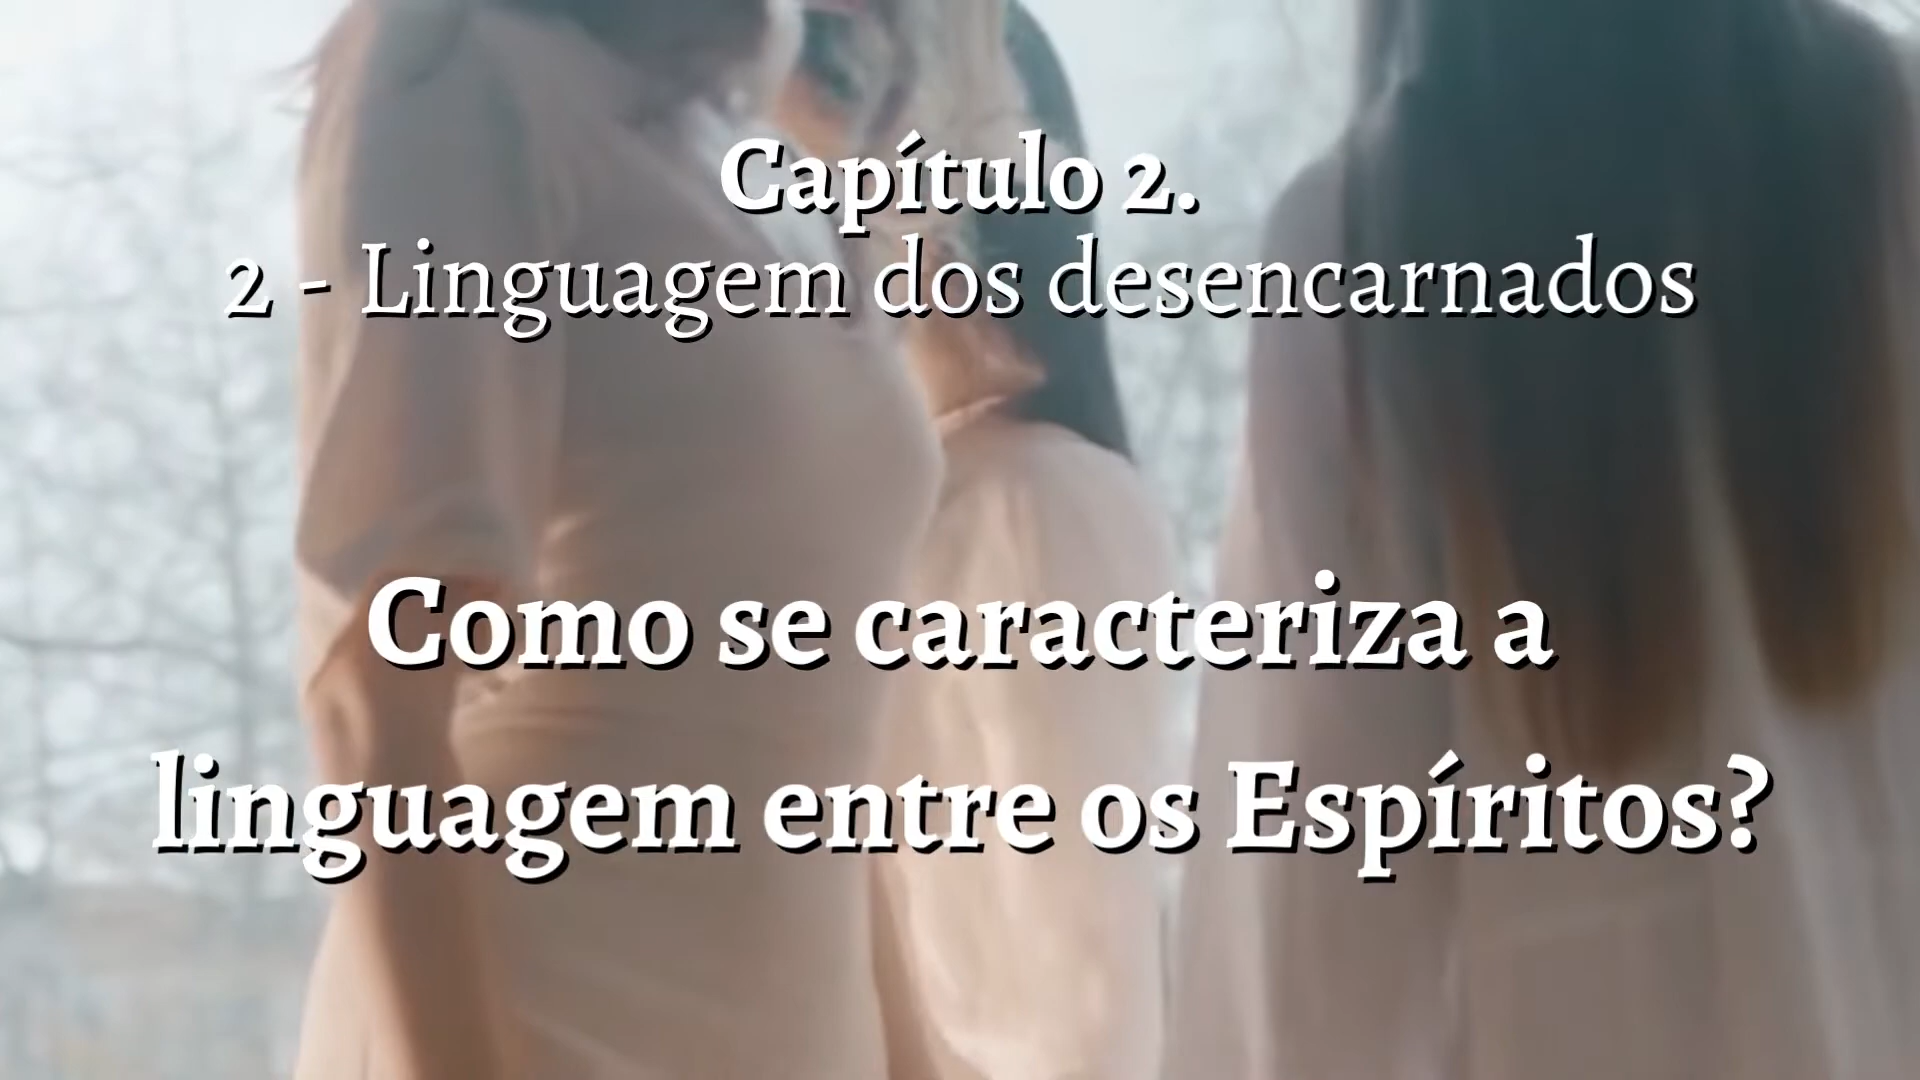 Capítulo 2.
2 - Linguagem dos desencarnados
Como se caracteriza a
linguagem entre os Espíritos?